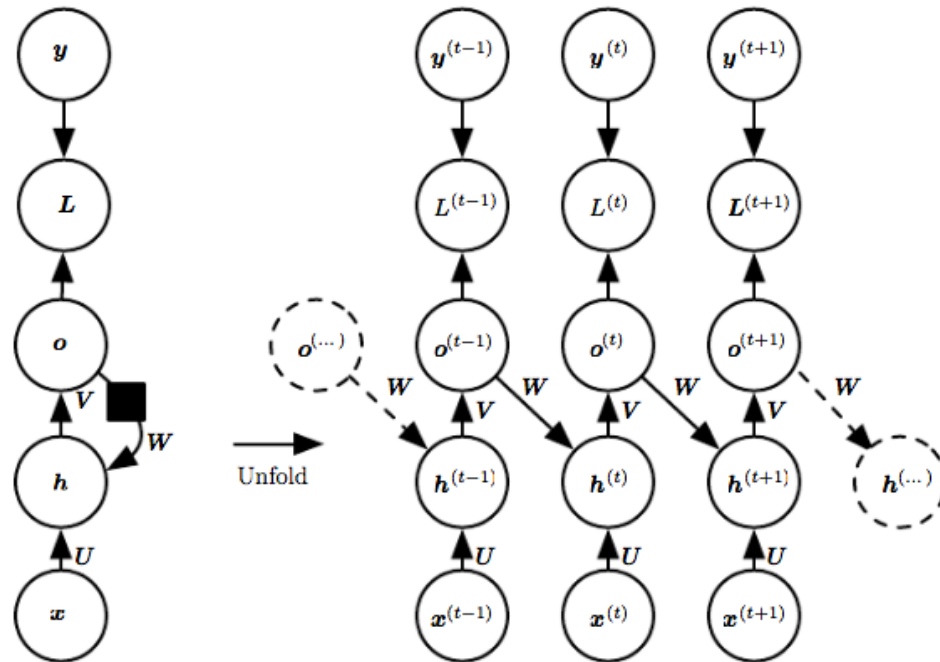 y y^(t−1) y^(t) y^(t+1)
L L^(t−1) L^(t) L^(t+1)
o o^(...) o^(t−1) o^(t) o^(t+1)
W W W W
V V V V
W
h h^(t−1) h^(t) h^(t+1) h^(...)
Unfold
U U U U
x x^(t−1) x^(t) x^(t+1)